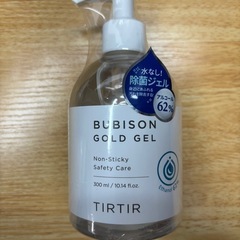 水なし!
除菌ジェル
アルコール
62%
BUBISON
GOLD GEL
Non-Sticky
Safety Care
300 ml / 10.14 fl.oz.
TIRTIR